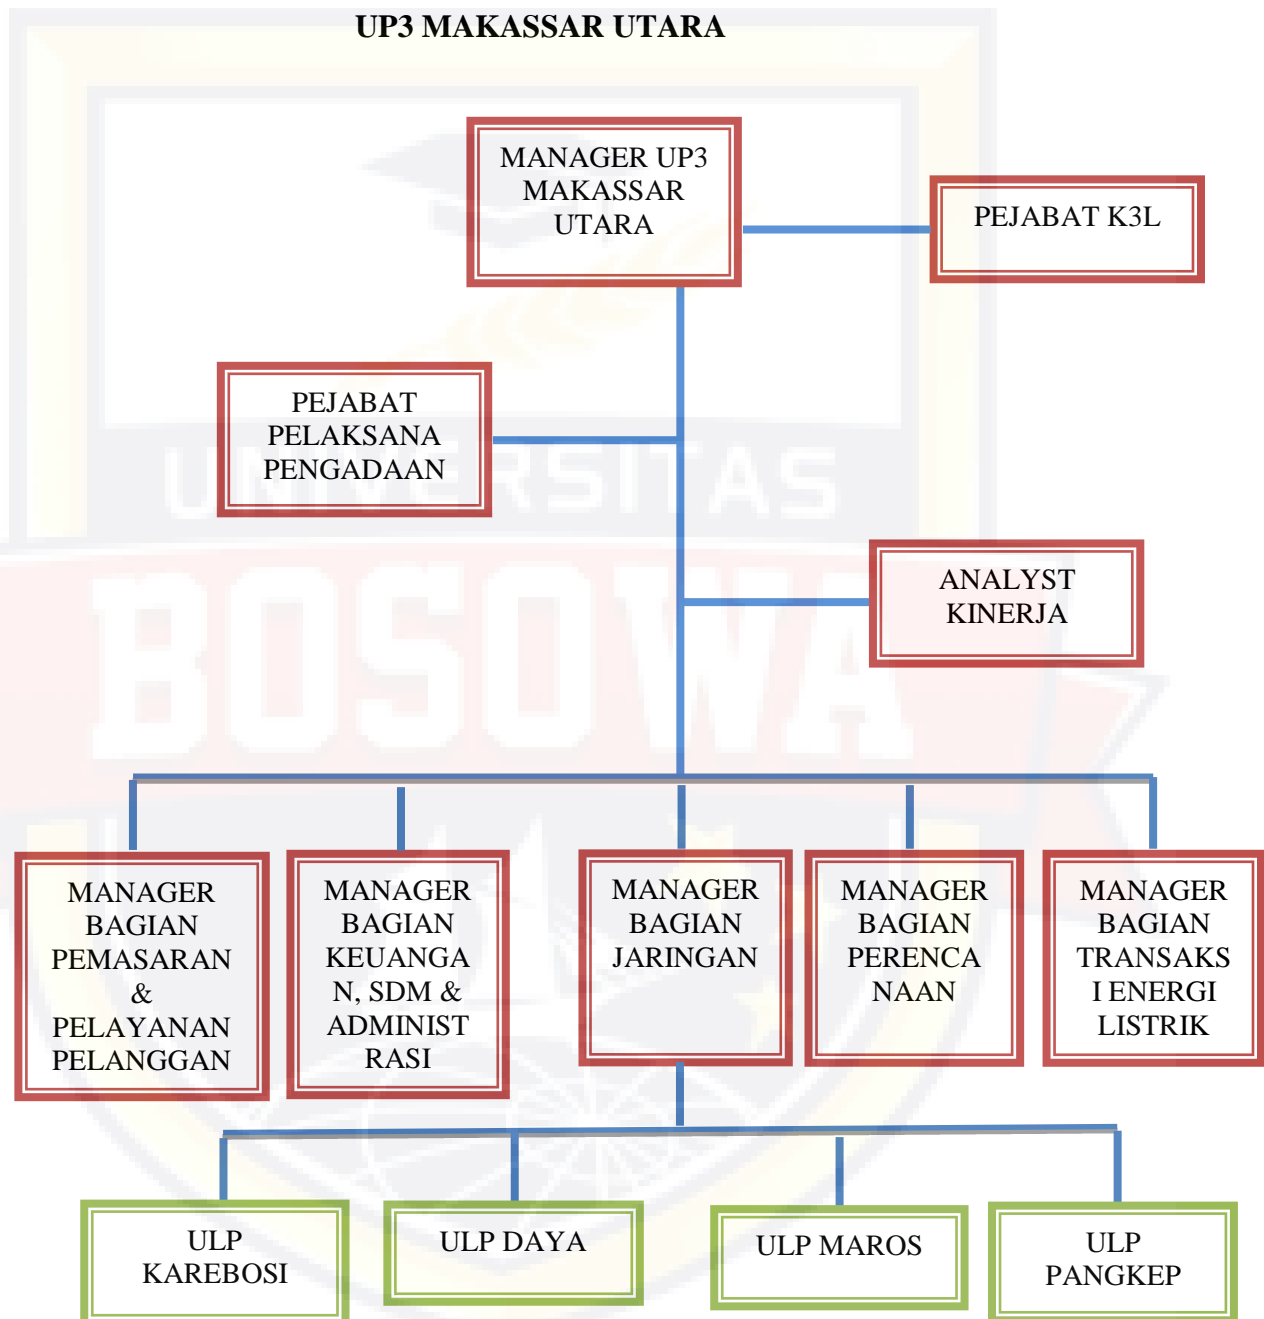 UP3 MAKASSAR UTARA
MANAGER UP3
MAKASSAR
UTARA
PEJABAT K3L
PEJABAT
PELAKSANA
PENGADAAN
UNIVERSITAS
ANALYST
KINERJA
BOSOWA
MANAGER
BAGIAN
PEMASARAN
&
PELAYANAN
PELANGGAN
MANAGER
BAGIAN
KEUANGA
N, SDM &
ADMINIST
RASI
MANAGER
BAGIAN
JARINGAN
MANAGER
BAGIAN
PERENCA
NAAN
MANAGER
BAGIAN
TRANSAKS
I ENERGI
LISTRIK
ULP
KAREBOSI
ULP DAYA
ULP MAROS
ULP
PANGKEP